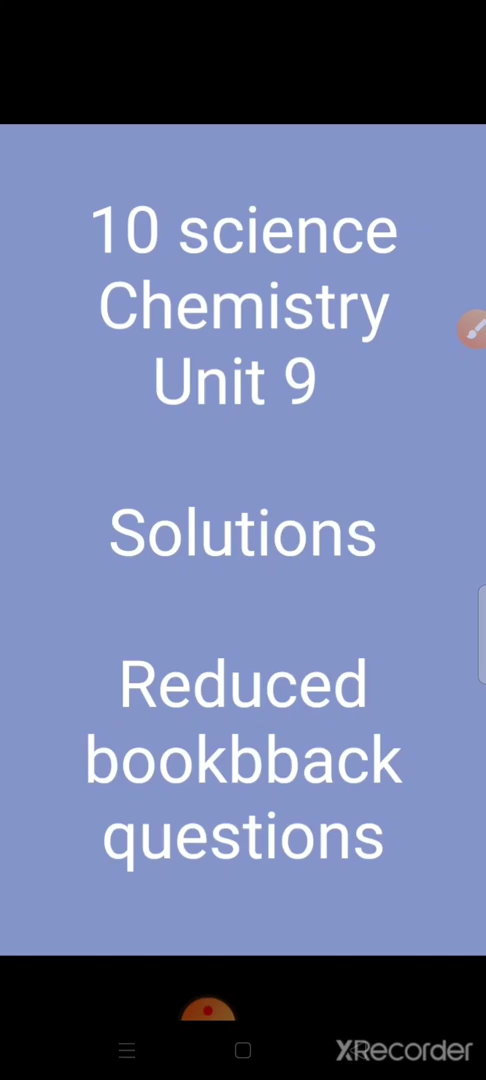 10 science
Chemistry
Unit 9
Solutions
Reduced
bookbback
questions
XRecorder